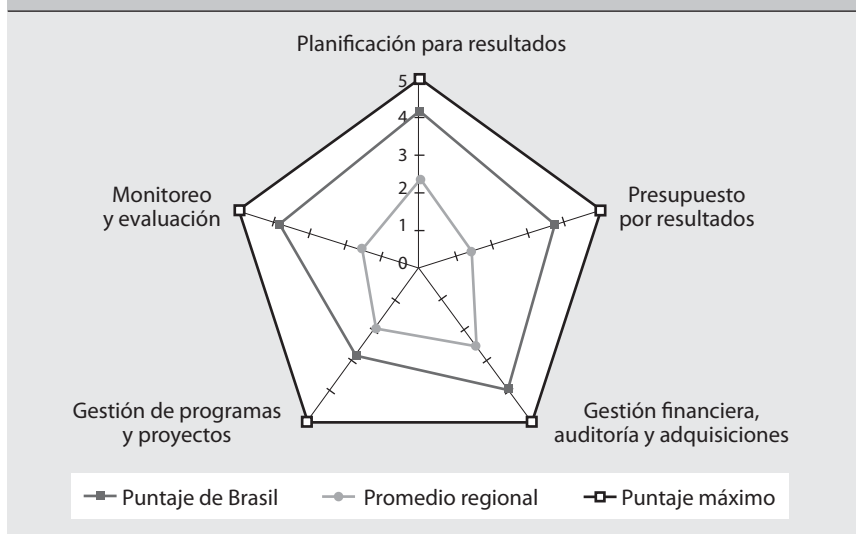 Planificación para resultados
5
4
3
2
1
0
Monitoreo
y evaluación
Presupuesto
por resultados
Gestión de programas
y proyectos
Gestión financiera,
auditoría y adquisiciones
Puntaje de Brasil
Promedio regional
Puntaje máximo